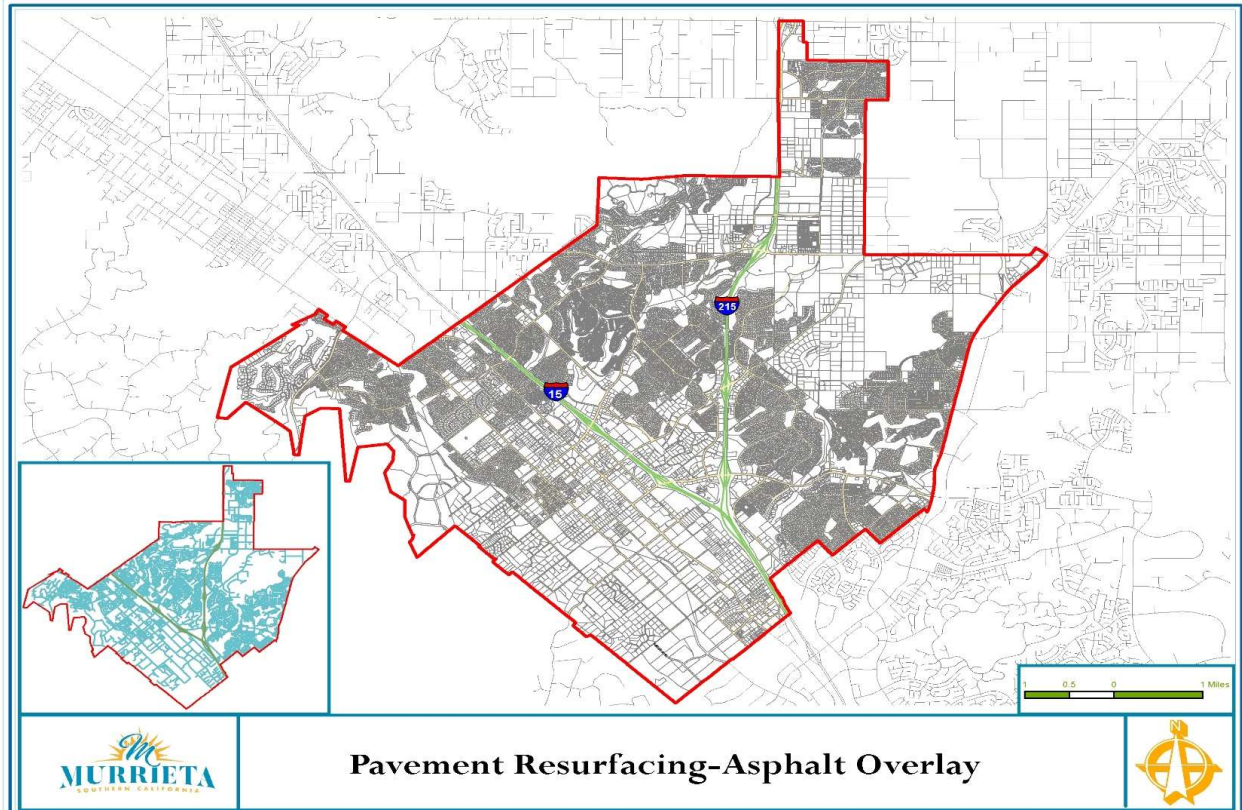 215
15
1 0.5 0 1 Miles
M
MURRIETA
SOUTHERN CALIFORNIA
Pavement Resurfacing-Asphalt Overlay
N